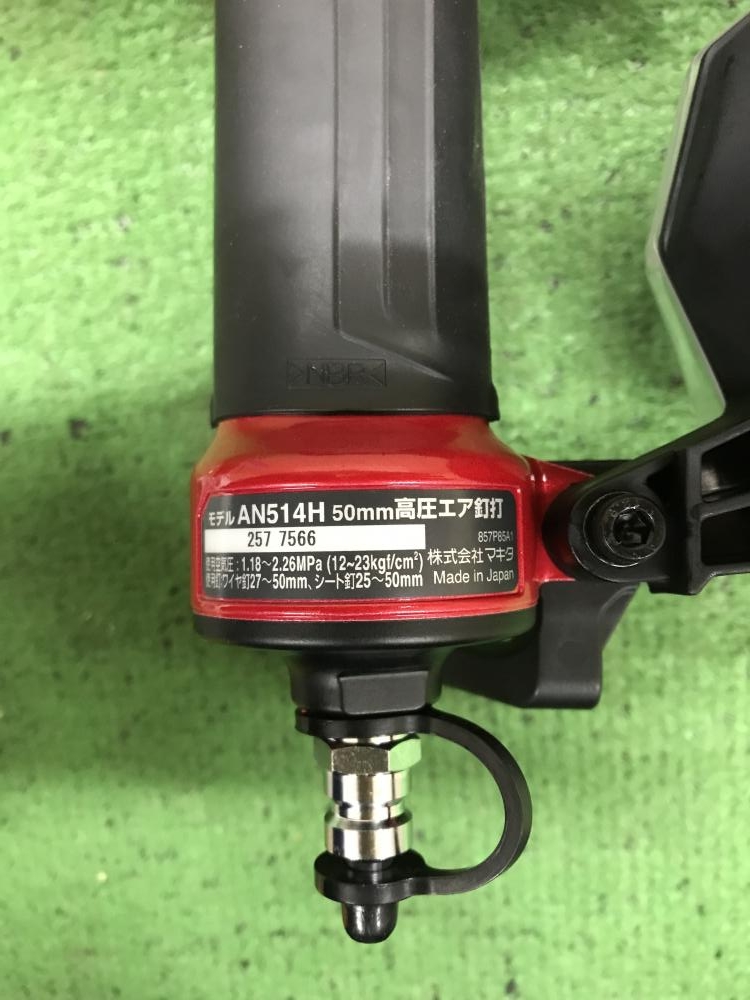 >NBR<
モデル AN514H 50mm高圧エア釘打
257 7566
857P85A1
使用空気圧：1.18～2.26MPa (12~23kgf/cm²) 株式会社マキタ
使用釘：ワイヤ釘27～50mm、シート釘25～50mm Made in Japan